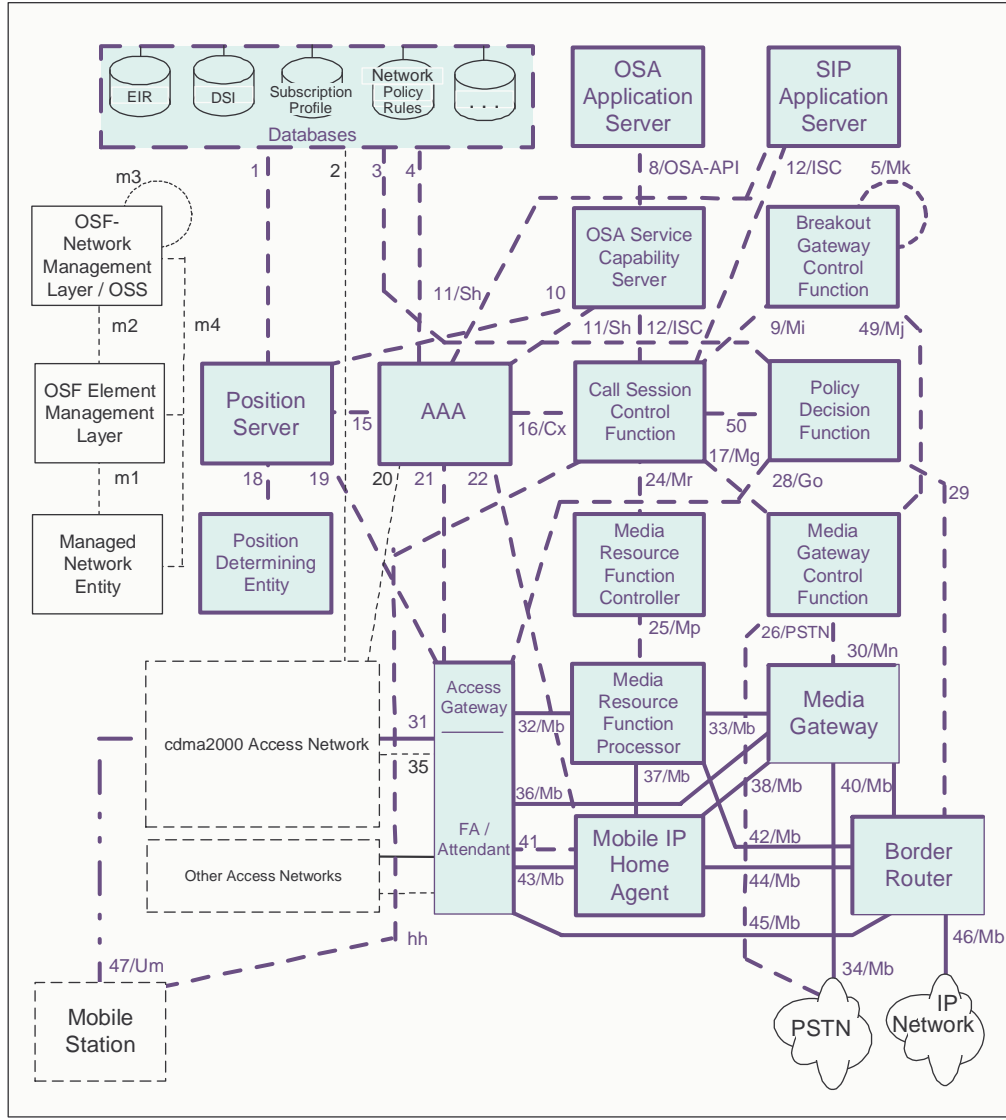 OSA
Application
Server
SIP
Application
Server
EIR
DSI
Subscription
Profile
Network
Policy
Rules
. . .
Databases
1
2
3
4
8/OSA-API
12/ISC
5/Mk
m3
OSF-
Network
Management
Layer / OSS
OSA Service
Capability
Server
Breakout
Gateway
Control
Function
11/Sh
10
m2
m4
11/Sh
12/ISC
9/Mi
49/Mj
OSF Element
Management
Layer
Position
Server
15
AAA
16/Cx
Call Session
Control
Function
50
Policy
Decision
Function
17/Mg
m1
18
19
20
21
22
24/Mr
28/Go
29
Managed
Network
Entity
Position
Determining
Entity
Media
Resource
Function
Controller
Media
Gateway
Control
Function
25/Mp
26/PSTN
30/Mn
cdma2000 Access Network
31
35
Access
Gateway
32/Mb
Media
Resource
Function
Processor
33/Mb
Media
Gateway
37/Mb
36/Mb
38/Mb
40/Mb
FA /
Attendant
41
43/Mb
Mobile IP
Home
Agent
42/Mb
44/Mb
45/Mb
Border
Router
Other Access Networks
hh
46/Mb
47/Um
34/Mb
Mobile
Station
PSTN
IP
Network